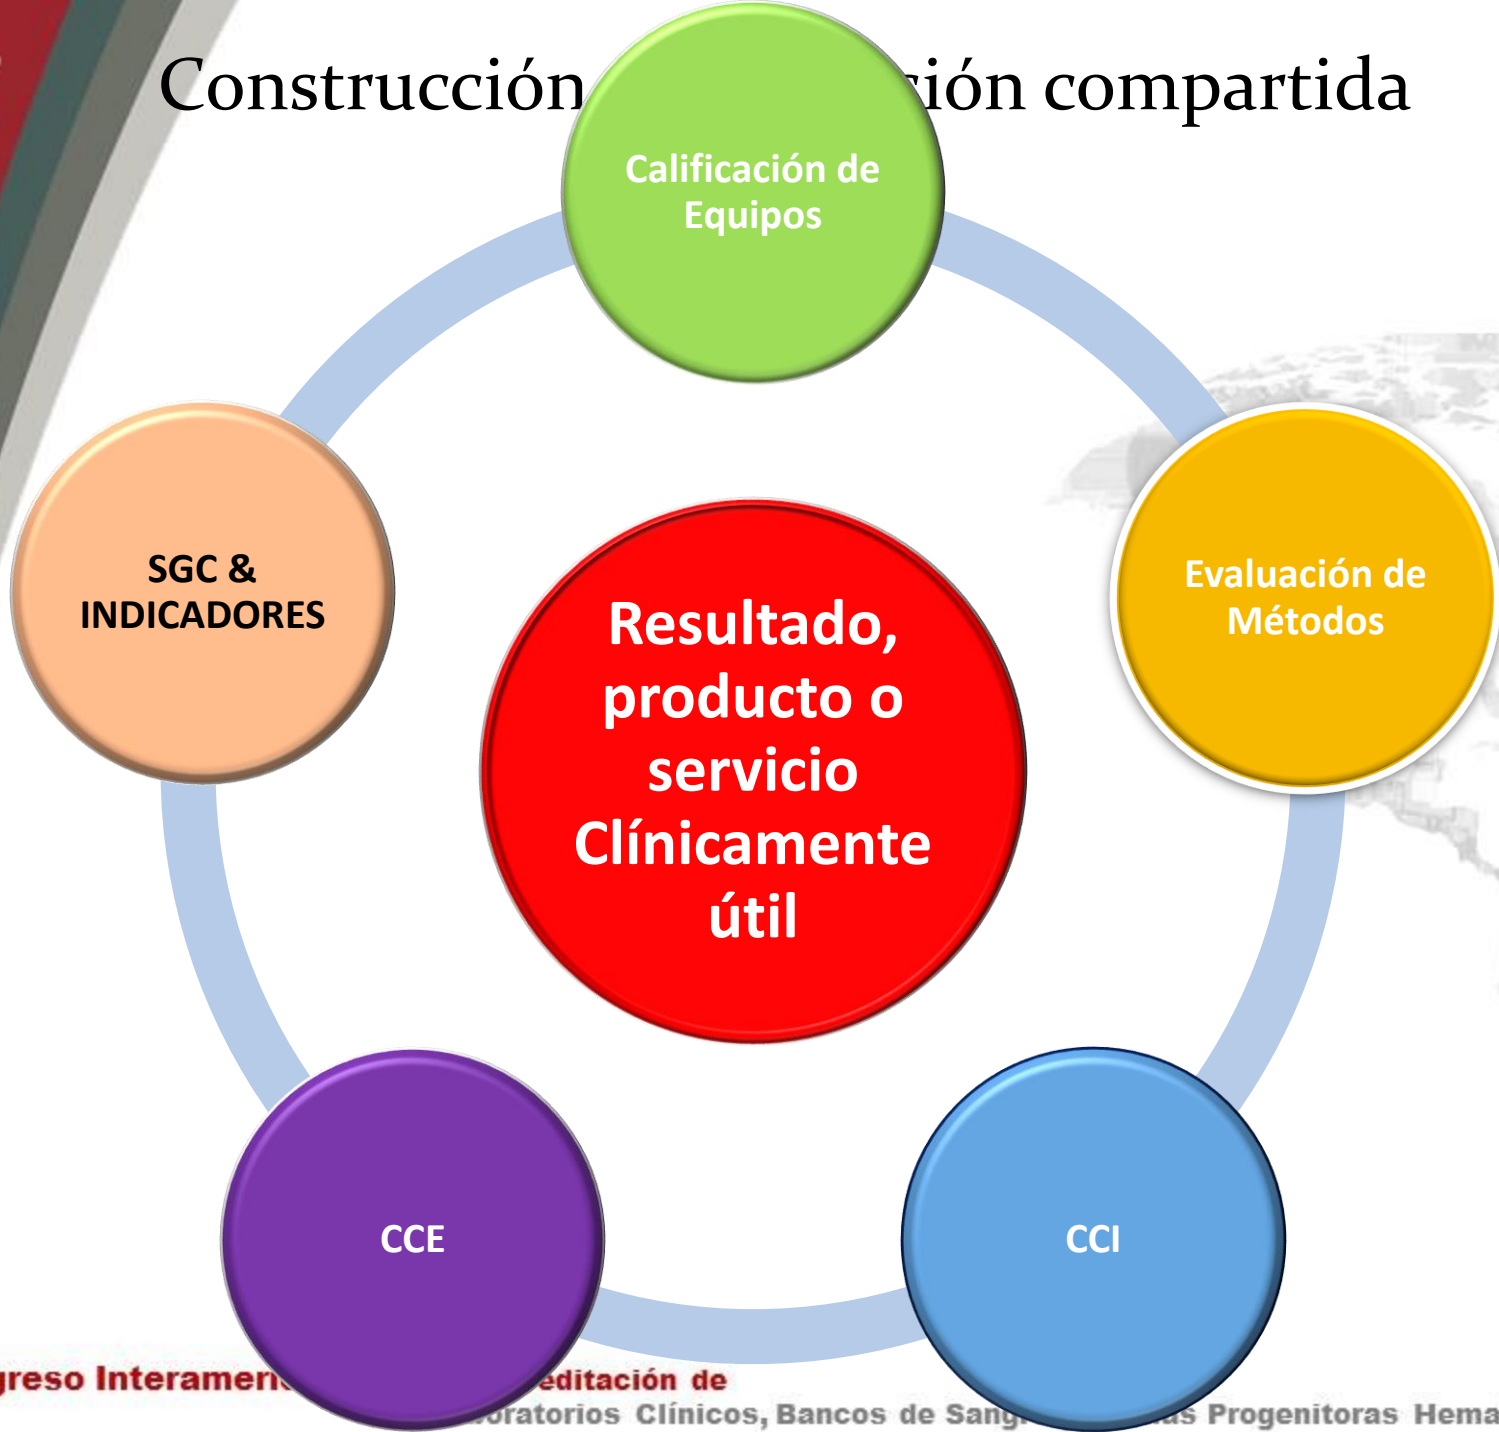 Construcción ción compartida
Calificación de
Equipos
SGC &
INDICADORES
Evaluación de
Métodos
Resultado,
producto o
servicio
Clínicamente
útil
CCE
CCI
greso Interameri editación de
oratorios Clínicos, Bancos de Sang as Progenitoras Hema